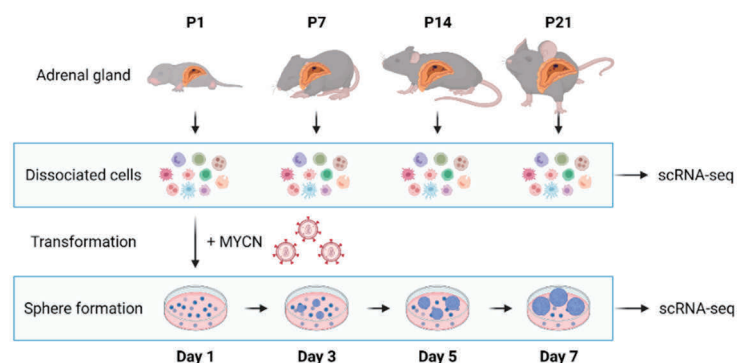 P1 P7 P14 P21
Adrenal gland
Dissociated cells scRNA-seq
Transformation + MYCN
Sphere formation scRNA-seq
Day 1 Day 3 Day 5 Day 7